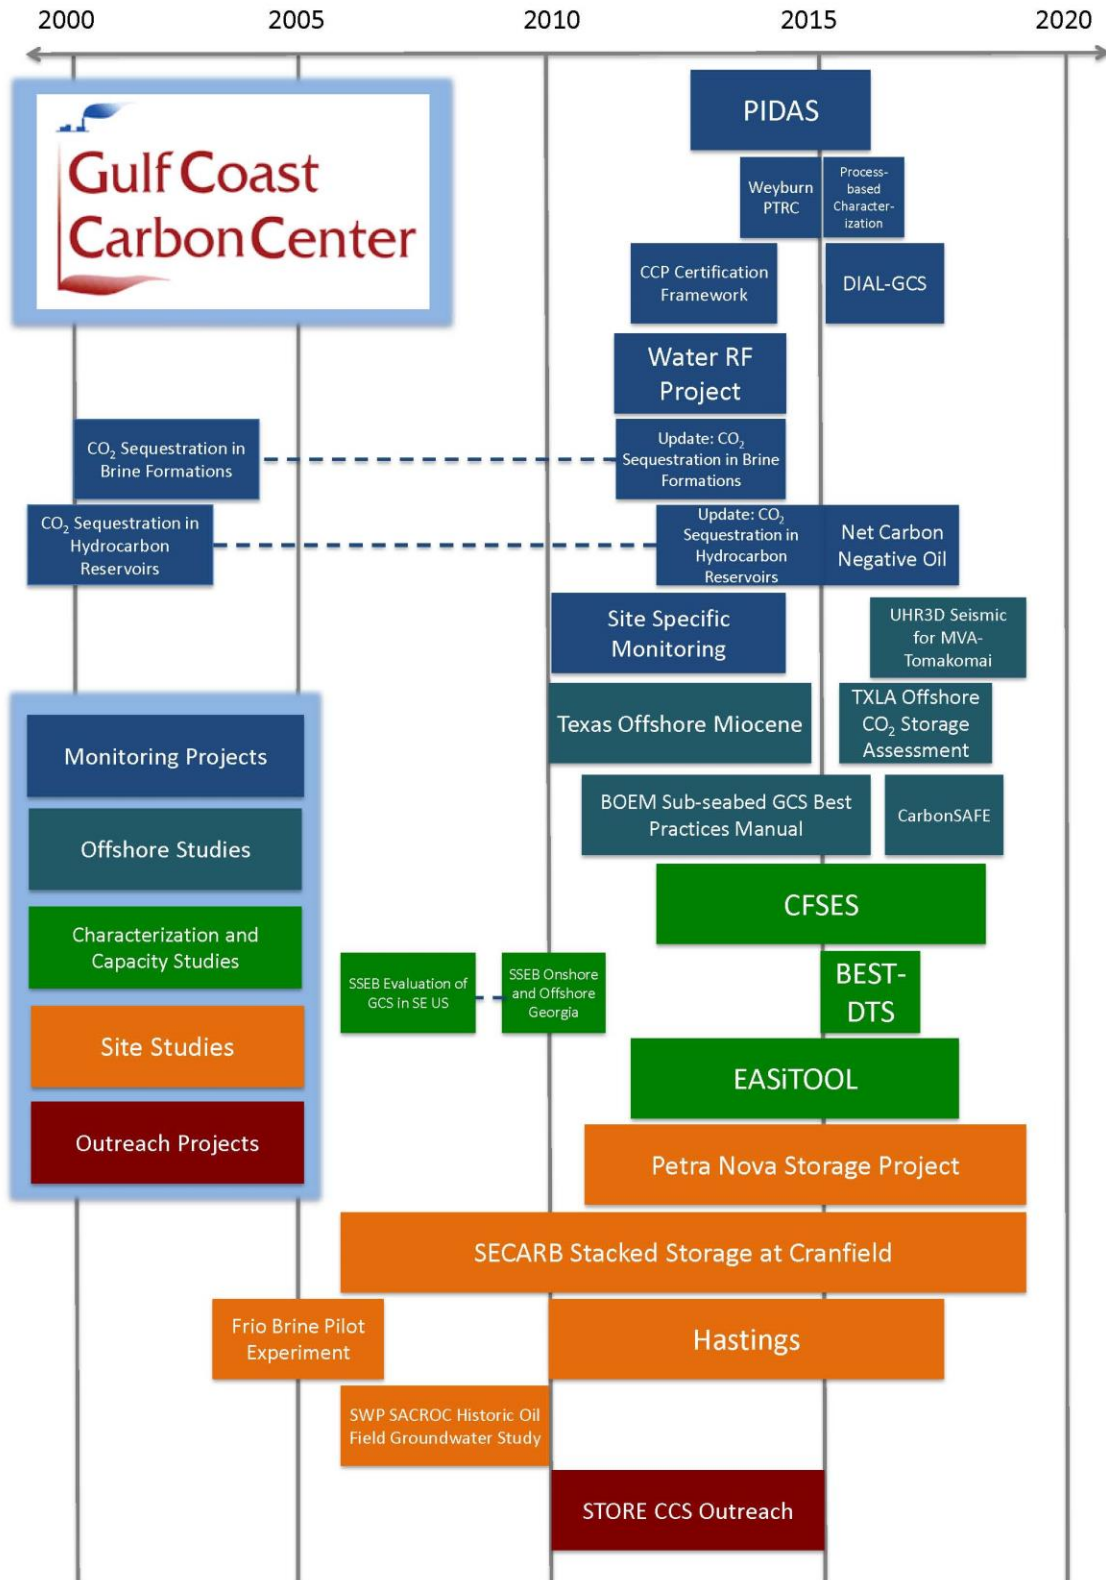 2000 2005 2010 2015 2020
Gulf Coast
Carbon Center
PIDAS
Weyburn
PTRC
Process-
based
Character-
ization
CCP Certification
Framework
DIAL-GCS
Water RF
Project
CO₂ Sequestration in
Brine Formations
Update: CO₂
Sequestration in Brine
Formations
CO₂ Sequestration in
Hydrocarbon
Reservoirs
Update: CO₂
Sequestration in
Hydrocarbon
Reservoirs
Net Carbon
Negative Oil
Site Specific
Monitoring
UHR3D Seismic
for MVA-
Tomakomai
Texas Offshore Miocene
TXLA Offshore
CO₂ Storage
Assessment
BOEM Sub-seabed GCS Best
Practices Manual
CarbonSAFE
CFSES
SSEB Evaluation of
GCS in SE US
SSEB Onshore
and Offshore
Georgia
BEST-
DTS
EASiTOOL
Petra Nova Storage Project
SECARB Stacked Storage at Cranfield
Frio Brine Pilot
Experiment
Hastings
SWP SACROC Historic Oil
Field Groundwater Study
STORE CCS Outreach
Monitoring Projects
Offshore Studies
Characterization and
Capacity Studies
Site Studies
Outreach Projects